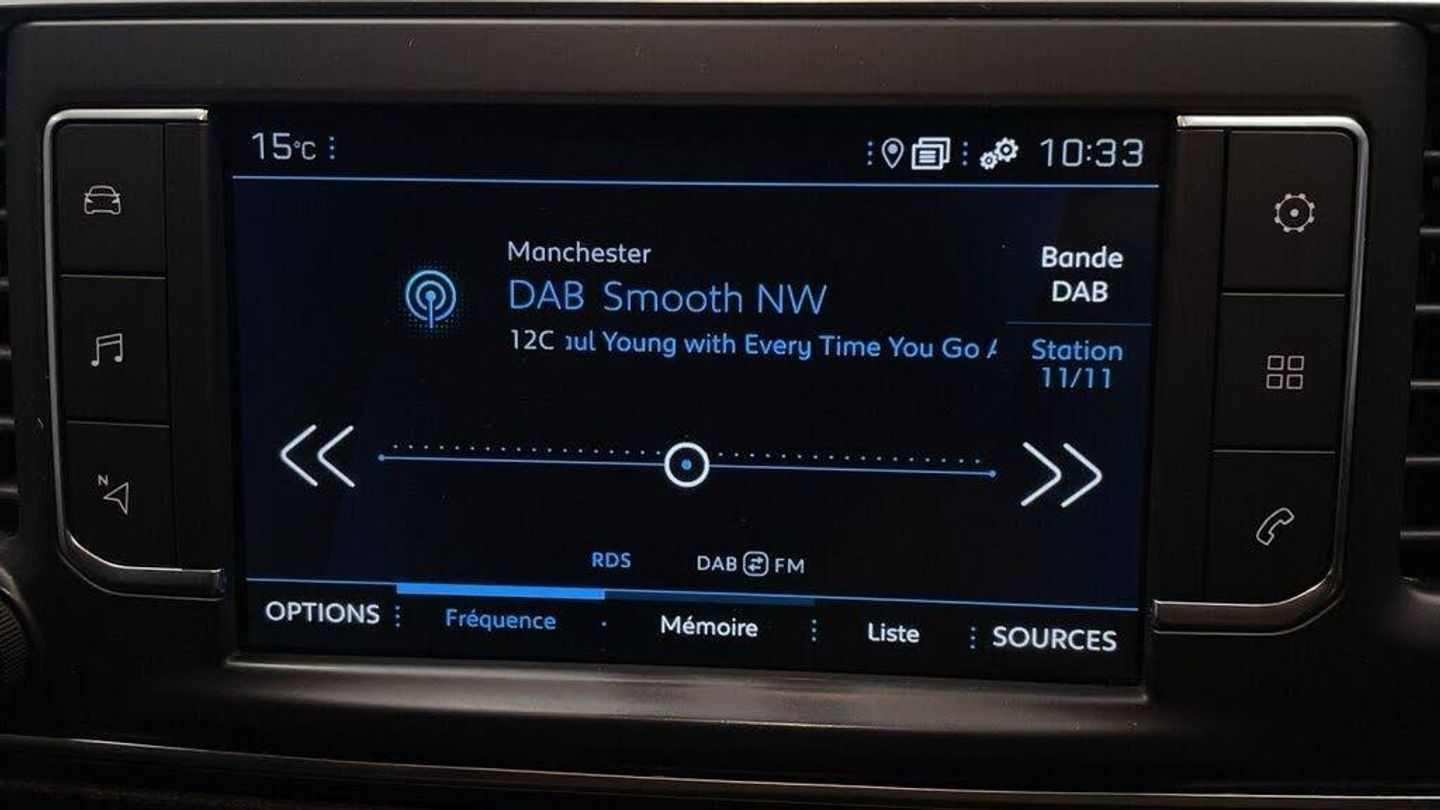 15°C
10:33
Manchester
DAB Smooth NW
12C Young with Every Time You Go
Bande
DAB
Station
11/11
N
RDS
DAB FM
OPTIONS
Fréquence
Mémoire
Liste
SOURCES